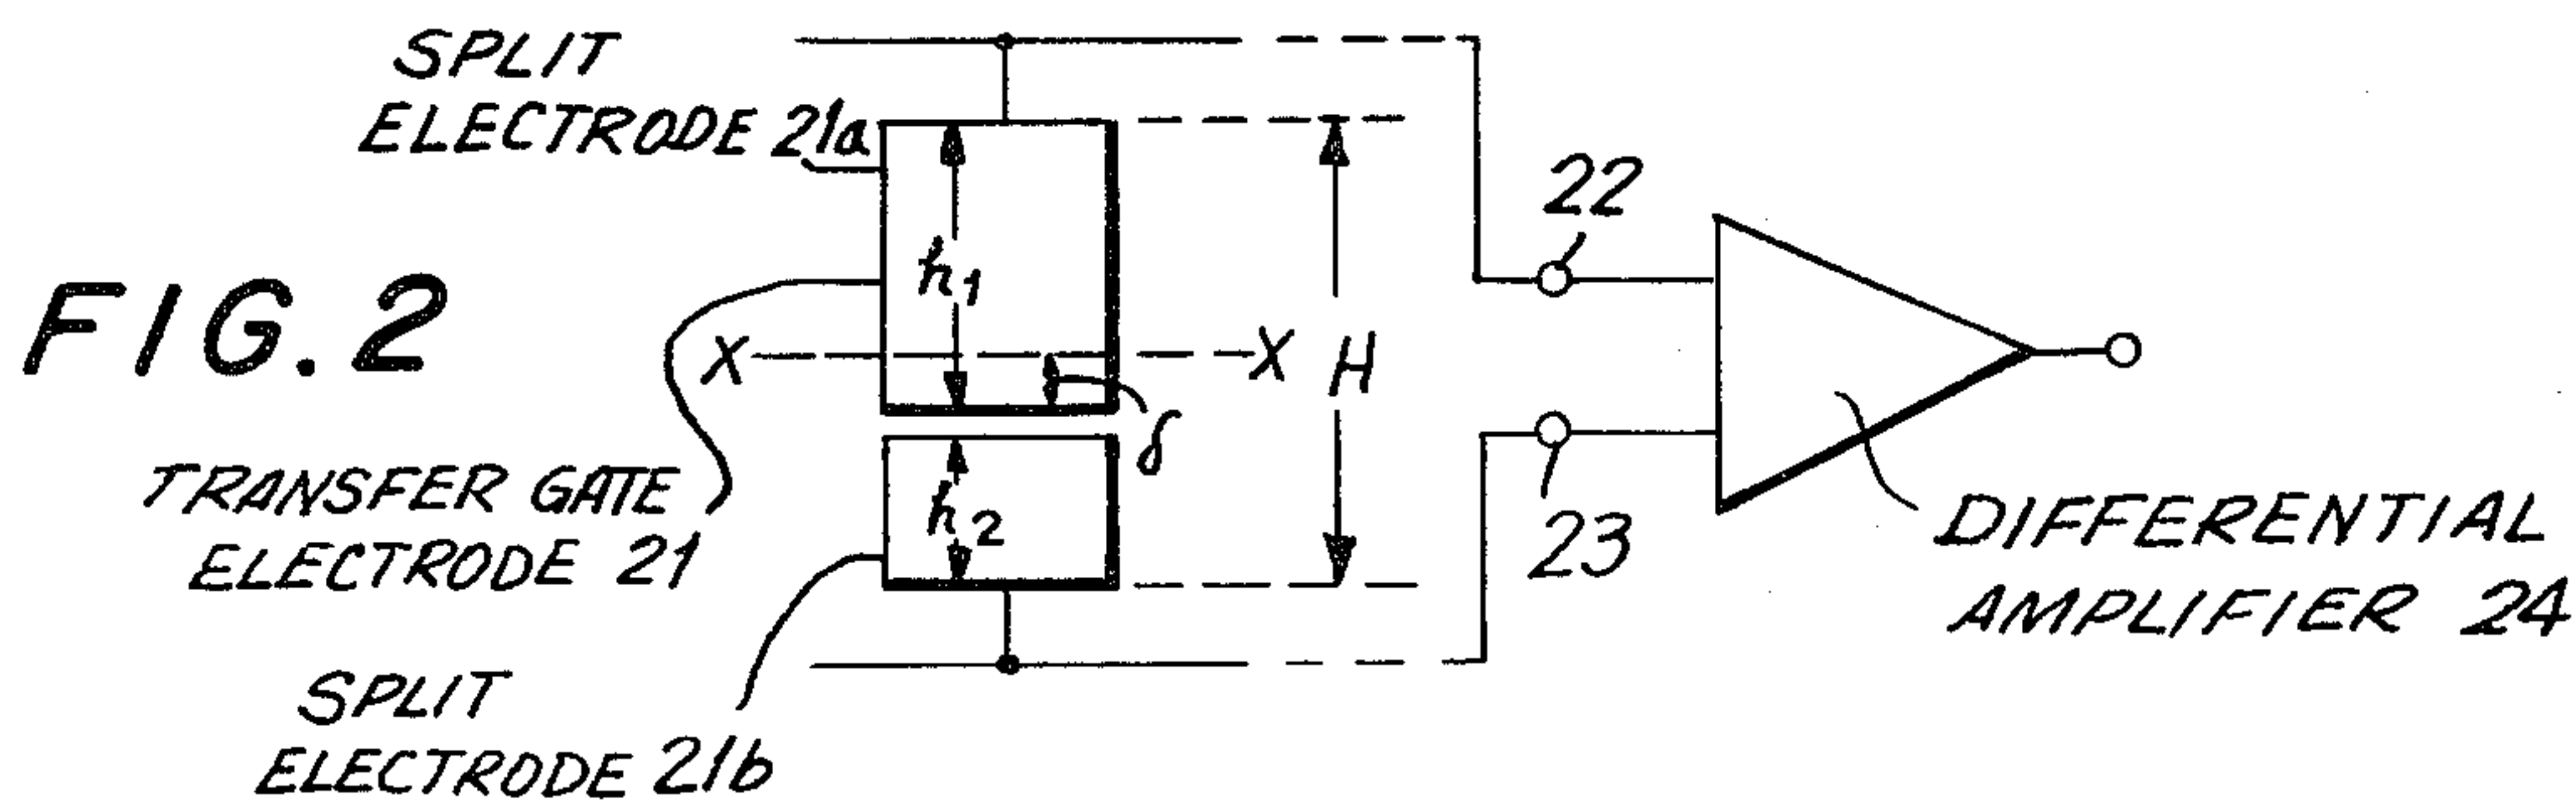 SPLIT
ELECTRODE 21a
22
h1
FIG. 2
X
X
H
δ
TRANSFER GATE
ELECTRODE 21
h2
23
DIFFERENTIAL
AMPLIFIER 24
SPLIT
ELECTRODE 21b